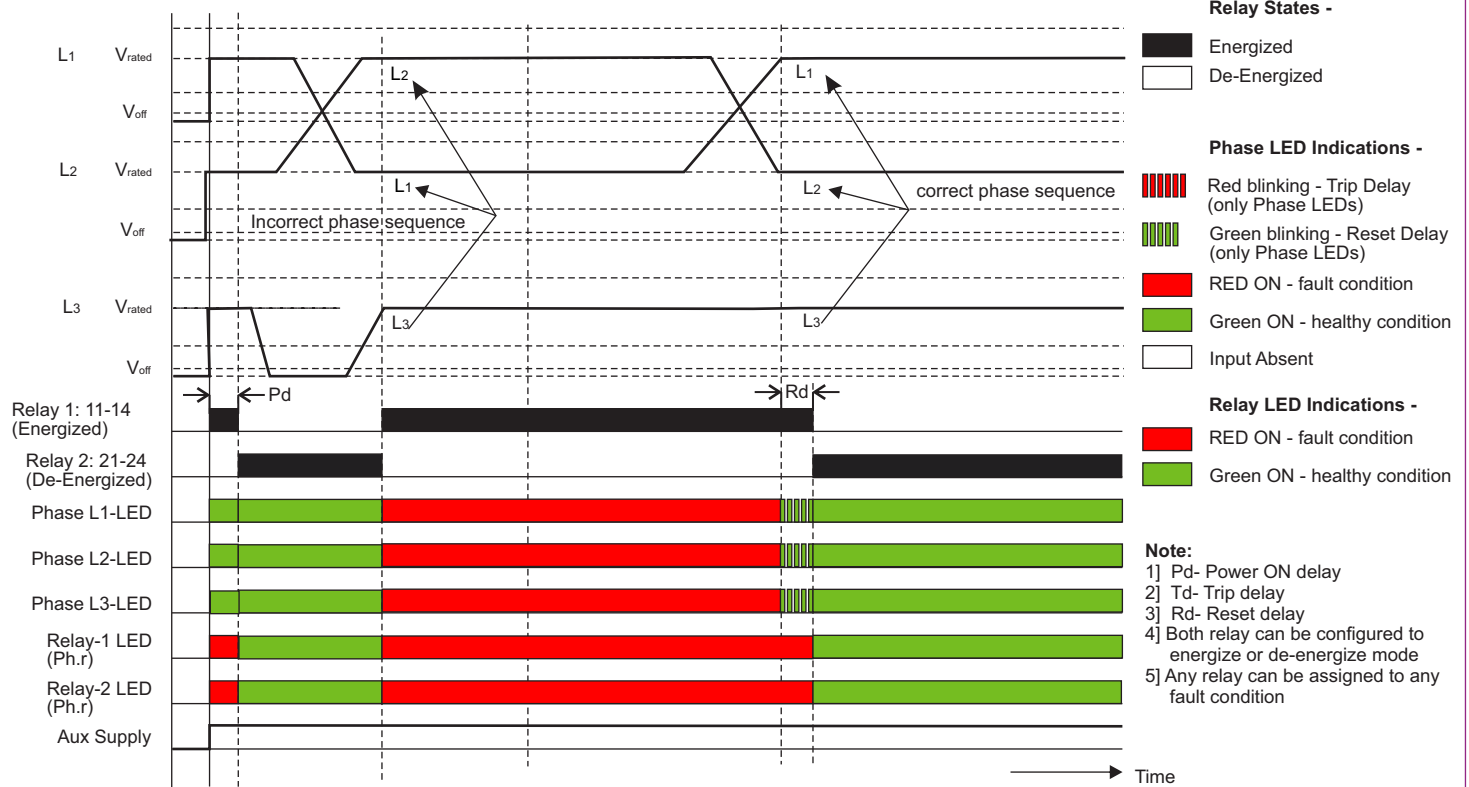 L1 Vrated
Voff
L2 Vrated
Voff
L3 Vrated
Voff
L2
L1
Incorrect phase sequence
L3
L1
L2
correct phase sequence
L3
Pd
Rd
Relay 1: 11-14
(Energized)
Relay 2: 21-24
(De-Energized)
Phase L1-LED
Phase L2-LED
Phase L3-LED
Relay-1 LED
(Ph.r)
Relay-2 LED
(Ph.r)
Aux Supply
Time
Relay States -
Energized
De-Energized
Phase LED Indications -
Red blinking - Trip Delay
(only Phase LEDs)
Green blinking - Reset Delay
(only Phase LEDs)
RED ON - fault condition
Green ON - healthy condition
Input Absent
Relay LED Indications -
RED ON - fault condition
Green ON - healthy condition
Note:
1] Pd- Power ON delay
2] Td- Trip delay
3] Rd- Reset delay
4] Both relay can be configured to
energize or de-energize mode
5] Any relay can be assigned to any
fault condition